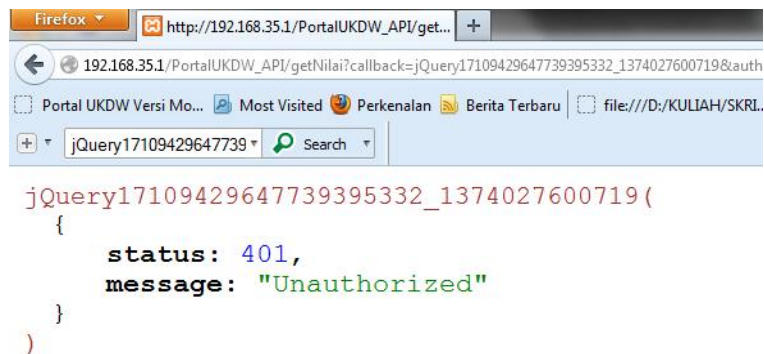 Firefox
http://192.168.35.1/PortalUKDW_API/get...
192.168.35.1/PortalUKDW_API/getNilai?callback=jQuery17109429647739395332_1374027600719&auth
Portal UKDW Versi Mo... Most Visited Perkenalan Berita Terbaru file:///D:/KULIAH/SKRI...
jQuery17109429647739 Search
jQuery17109429647739395332_1374027600719(
{
status: 401,
message: "Unauthorized"
}
)